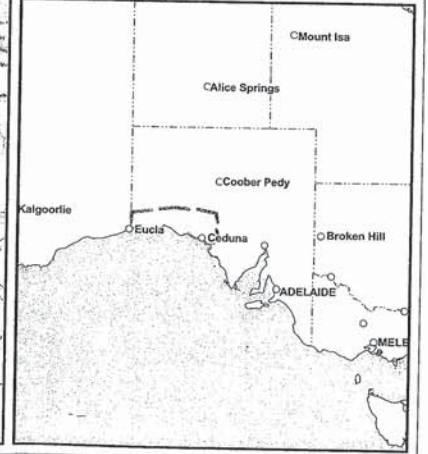 Mount Isa
Alice Springs
Coober Pedy
Kalgoorlie
Eucla
Ceduna
Broken Hill
ADELAIDE
MELB